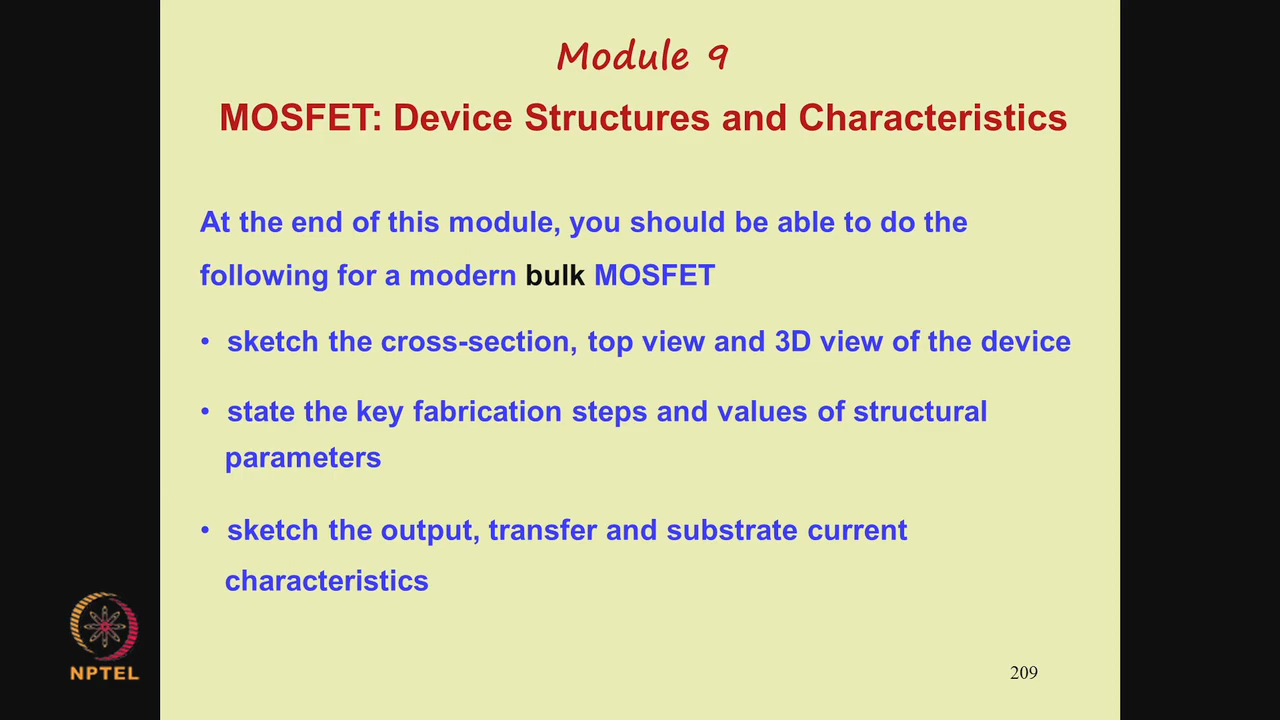 Module 9
MOSFET: Device Structures and Characteristics
At the end of this module, you should be able to do the
following for a modern bulk MOSFET
• sketch the cross-section, top view and 3D view of the device
• state the key fabrication steps and values of structural
parameters
• sketch the output, transfer and substrate current
characteristics
NPTEL
209